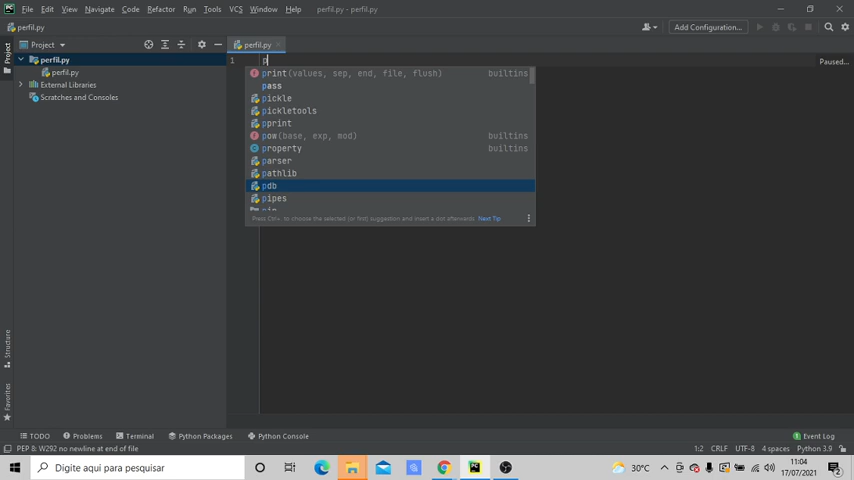 PC File Edit View Navigate Code Refactor Run Tools VCS Window Help perfil.py - perfil.py
perfil.py Add Configuration...
Project Project perfil.py
perfil.py 1 p Paused...
perfil.py
External Libraries
Scratches and Consoles
print(values, sep, end, file, flush) builtins
pass
pickle
pickletools
pprint
pow(base, exp, mod) builtins
property builtins
parser
pathlib
pdb
pipes
Press Ctrl+. to choose the selected (or first) suggestion and insert a dot afterwards Next Tip
Structure
Favorites
TODO Problems Terminal Python Packages Python Console 1 Event Log
PEP 8: W292 no newline at end of file 1:2 CRLF UTF-8 4 spaces Python 3.9
Digite aqui para pesquisar PC 30°C 11:04
17/07/2021 2